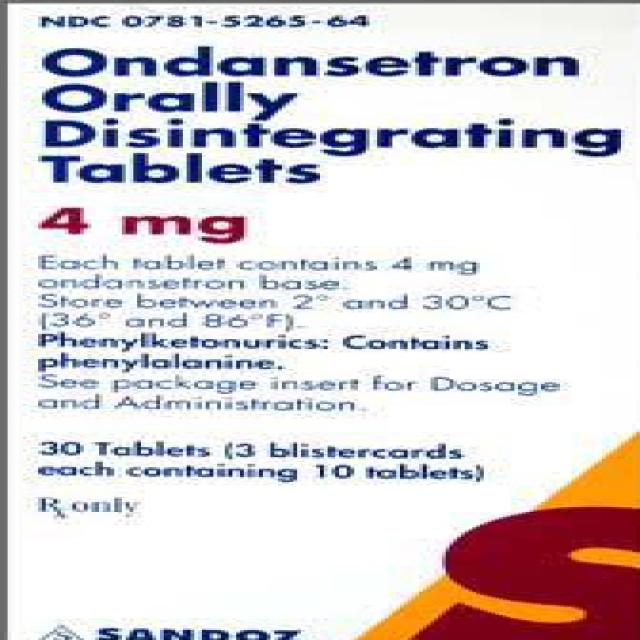 NDC 0781-5265-64
Ondansetron
Orally
Disintegrating
Tablets
4 mg
Each tablet contains 4 mg
ondansetron base.
Store between 2° and 30°C
(36° and 86°F).
Phenylketonurics: Contains
phenylalanine.
See package insert for Dosage
and Administration.
30 Tablets (3 blistercards
each containing 10 tablets)
Rx only
S
SANDOZ